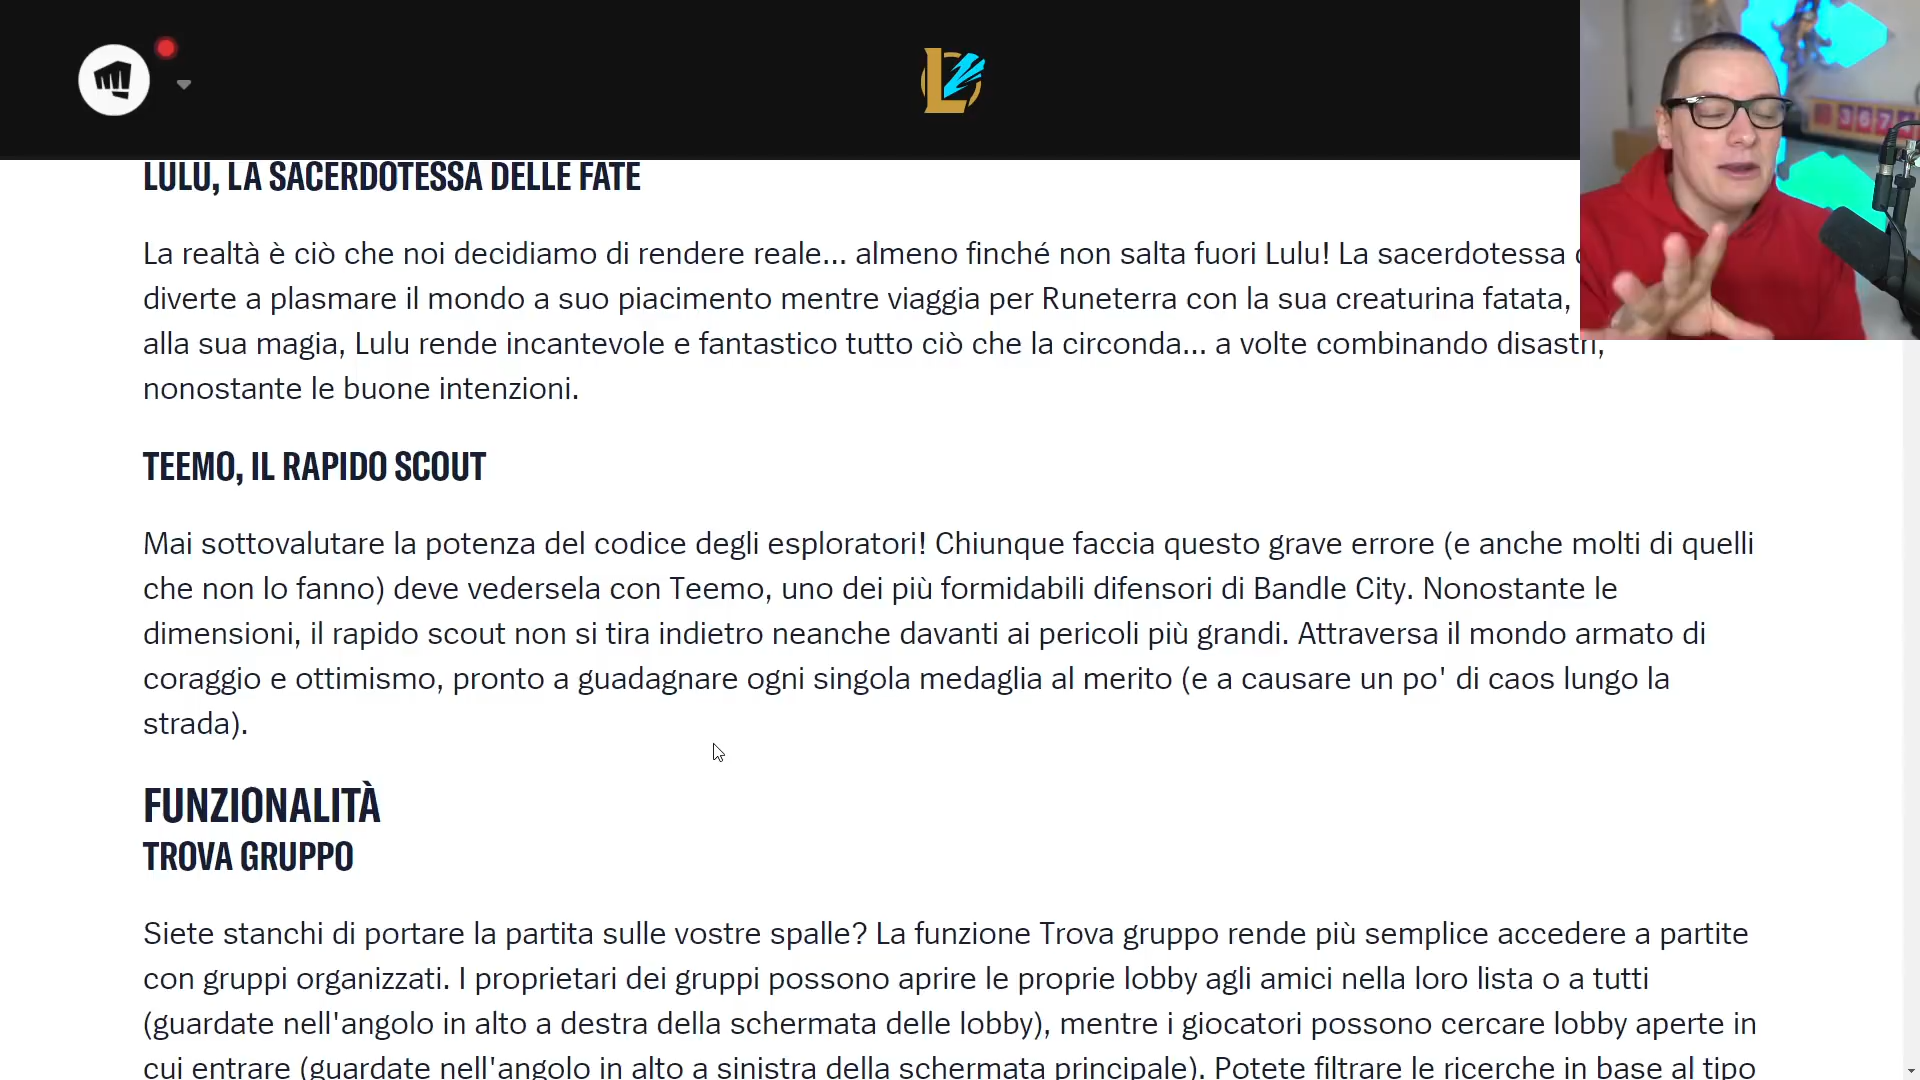 LULU, LA SACERDOTESSA DELLE FATE
La realtà è ciò che noi decidiamo di rendere reale... almeno finché non salta fuori Lulu! La sacerdotessa
diverte a plasmare il mondo a suo piacimento mentre viaggia per Runeterra con la sua creaturina fatata,
alla sua magia, Lulu rende incantevole e fantastico tutto ciò che la circonda... a volte combinando disastri,
nonostante le buone intenzioni.
TEEMO, IL RAPIDO SCOUT
Mai sottovalutare la potenza del codice degli esploratori! Chiunque faccia questo grave errore (e anche molti di quelli
che non lo fanno) deve vedersela con Teemo, uno dei più formidabili difensori di Bandle City. Nonostante le
dimensioni, il rapido scout non si tira indietro neanche davanti ai pericoli più grandi. Attraversa il mondo armato di
coraggio e ottimismo, pronto a guadagnare ogni singola medaglia al merito (e a causare un po' di caos lungo la
strada).
FUNZIONALITÀ
TROVA GRUPPO
Siete stanchi di portare la partita sulle vostre spalle? La funzione Trova gruppo rende più semplice accedere a partite
con gruppi organizzati. I proprietari dei gruppi possono aprire le proprie lobby agli amici nella loro lista o a tutti
(guardate nell'angolo in alto a destra della schermata delle lobby), mentre i giocatori possono cercare lobby aperte in
cui entrare (guardate nell'angolo in alto a sinistra della schermata principale). Potete filtrare le ricerche in base al tipo